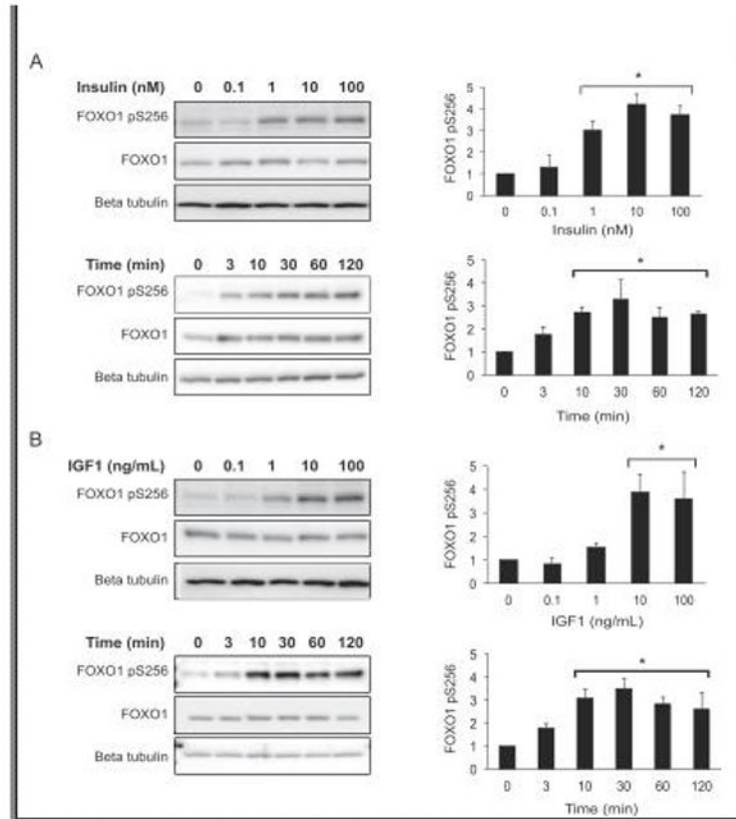 A
Insulin (nM) 0 0.1 1 10 100
FOXO1 pS256
FOXO1
Beta tubulin
*
FOXO1 pS256
5
4
3
2
1
0
0 0.1 1 10 100
Insulin (nM)
Time (min) 0 3 10 30 60 120
FOXO1 pS256
FOXO1
Beta tubulin
*
FOXO1 pS256
5
4
3
2
1
0
0 3 10 30 60 120
Time (min)
B
IGF1 (ng/mL) 0 0.1 1 10 100
FOXO1 pS256
FOXO1
Beta tubulin
*
FOXO1 pS256
5
4
3
2
1
0
0 0.1 1 10 100
IGF1 (ng/mL)
Time (min) 0 3 10 30 60 120
FOXO1 pS256
FOXO1
Beta tubulin
*
FOXO1 pS256
5
4
3
2
1
0
0 3 10 30 60 120
Time (min)